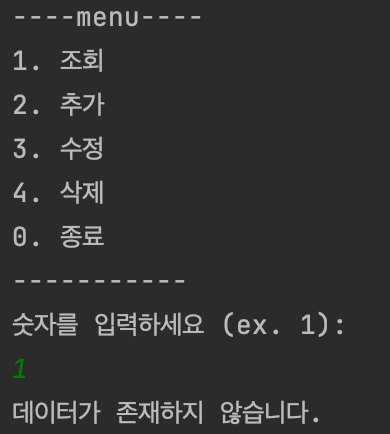 ----menu----
1. 조회
2. 추가
3. 수정
4. 삭제
0. 종료
-----------
숫자를 입력하세요 (ex. 1):
1
데이터가 존재하지 않습니다.